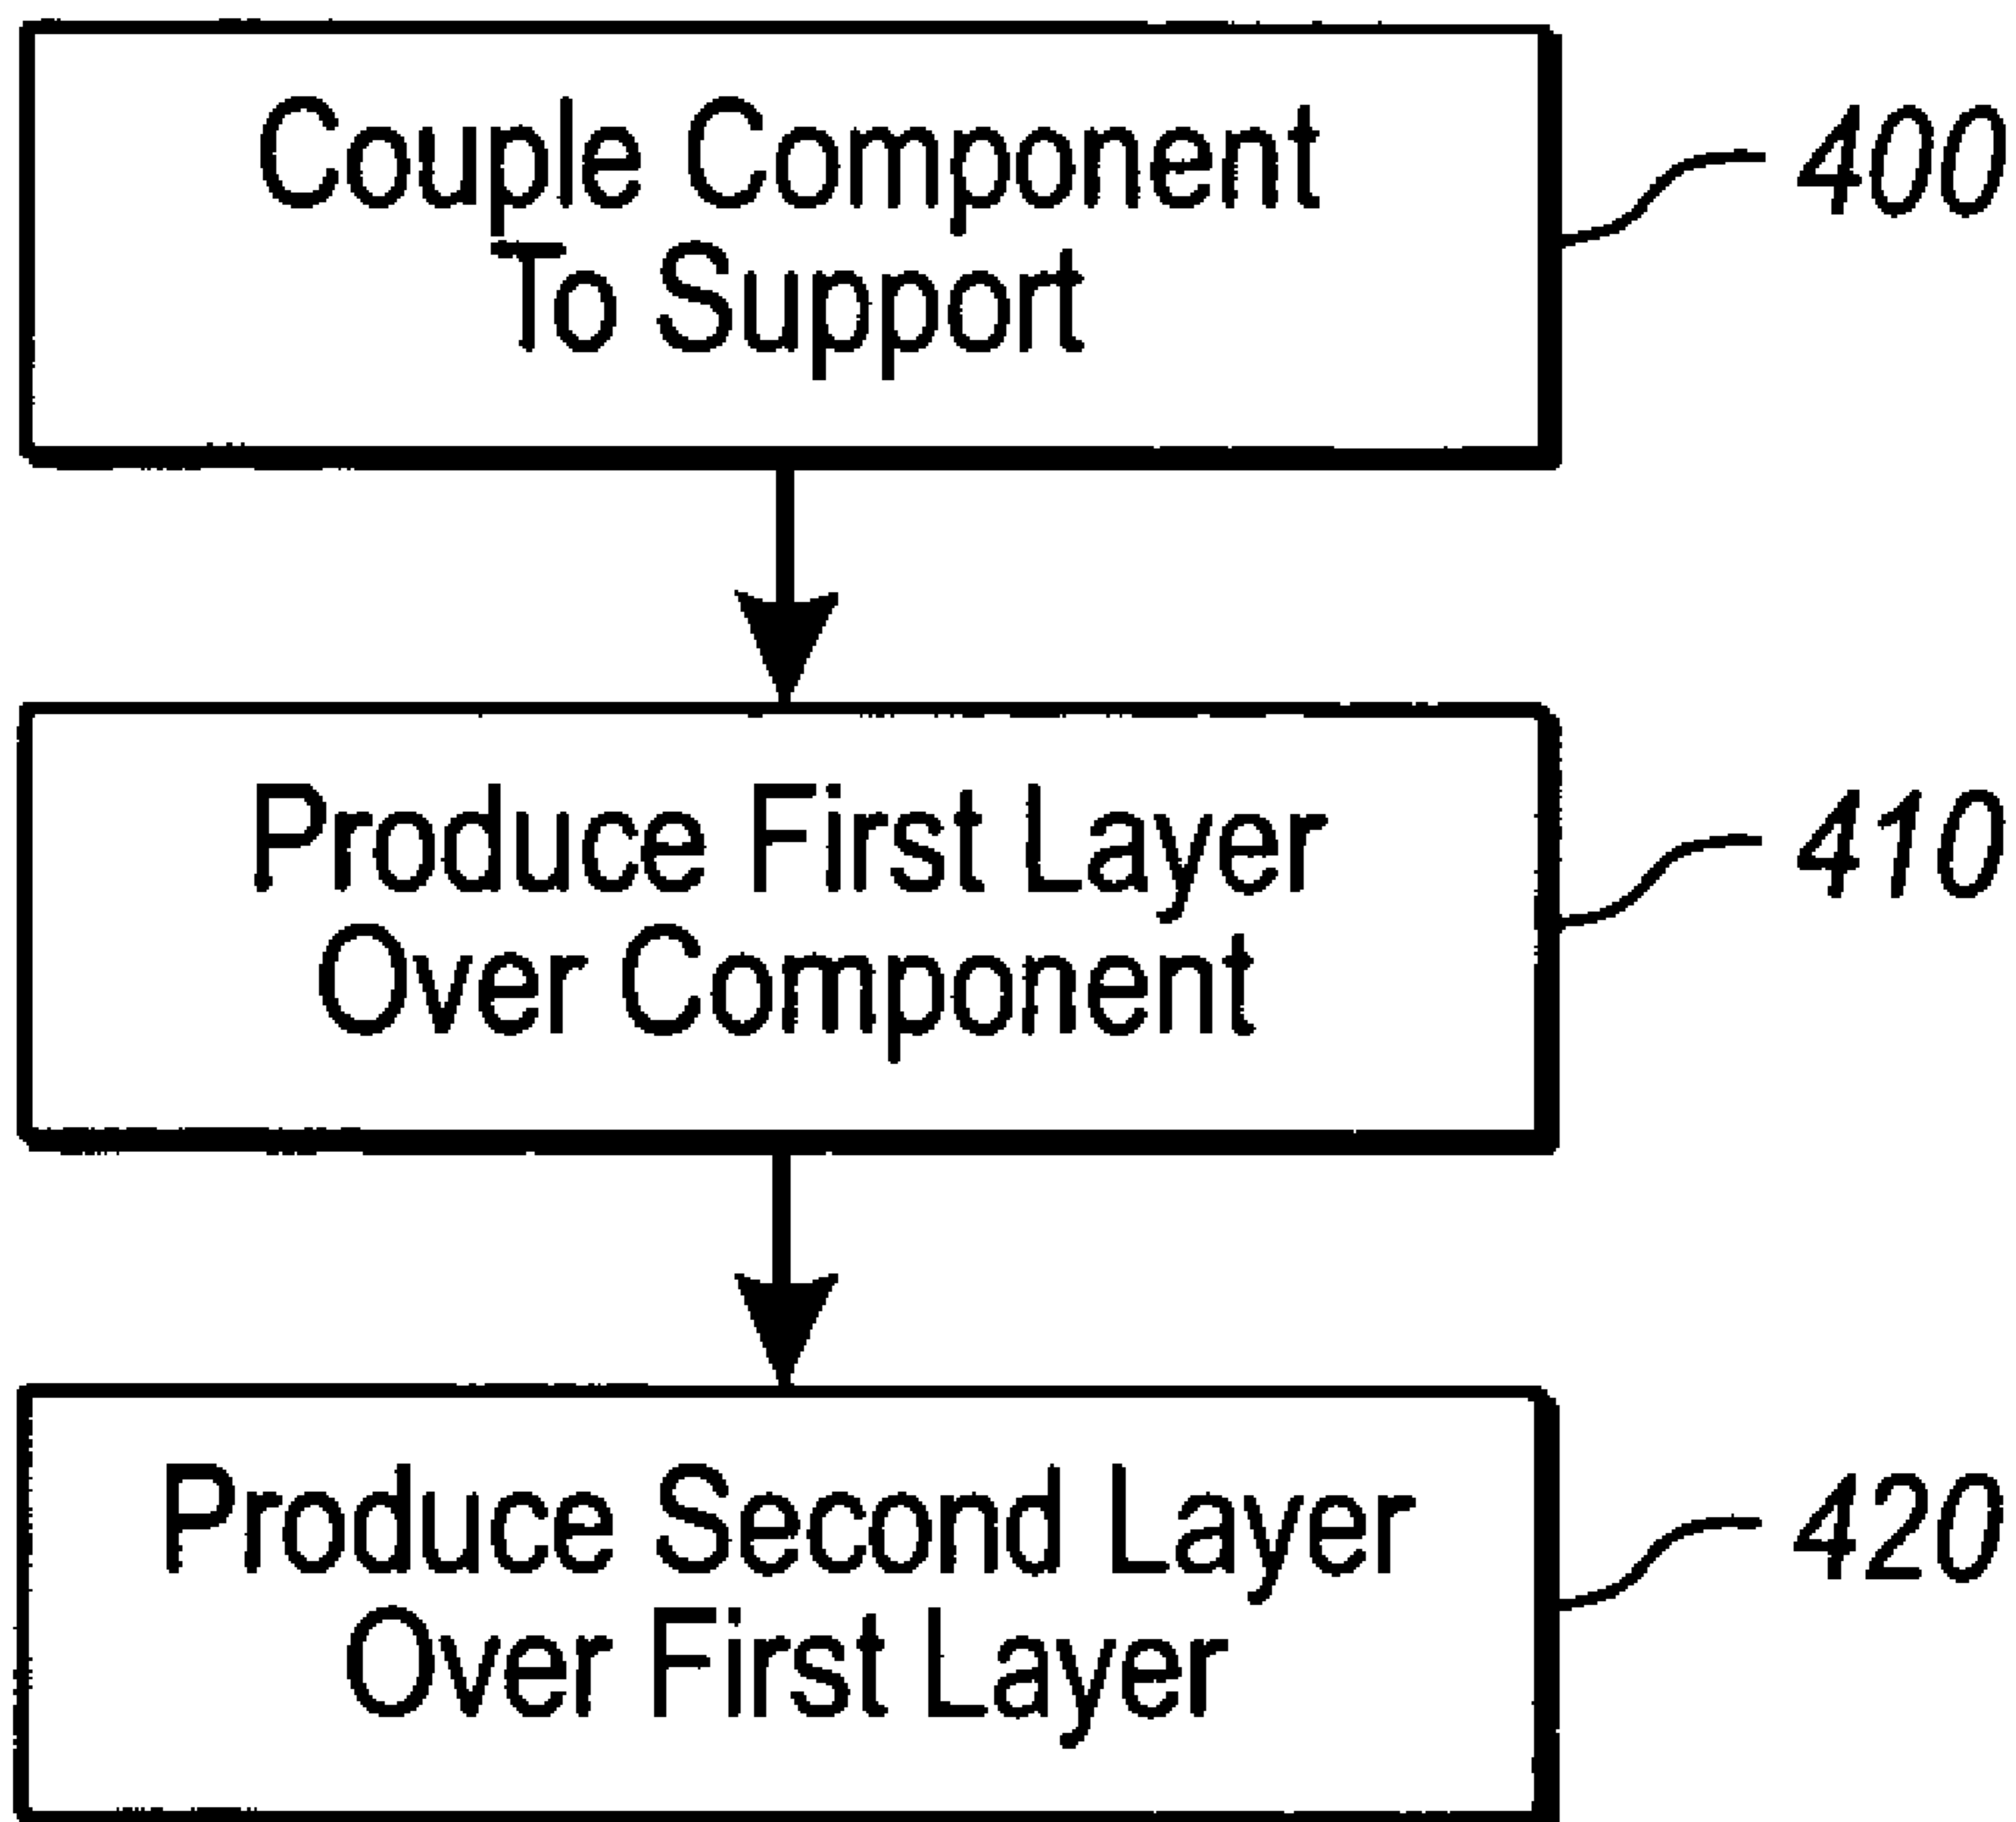 Couple Component
To Support
400
Produce First Layer
Over Component
410
Produce Second Layer
Over First Layer
420